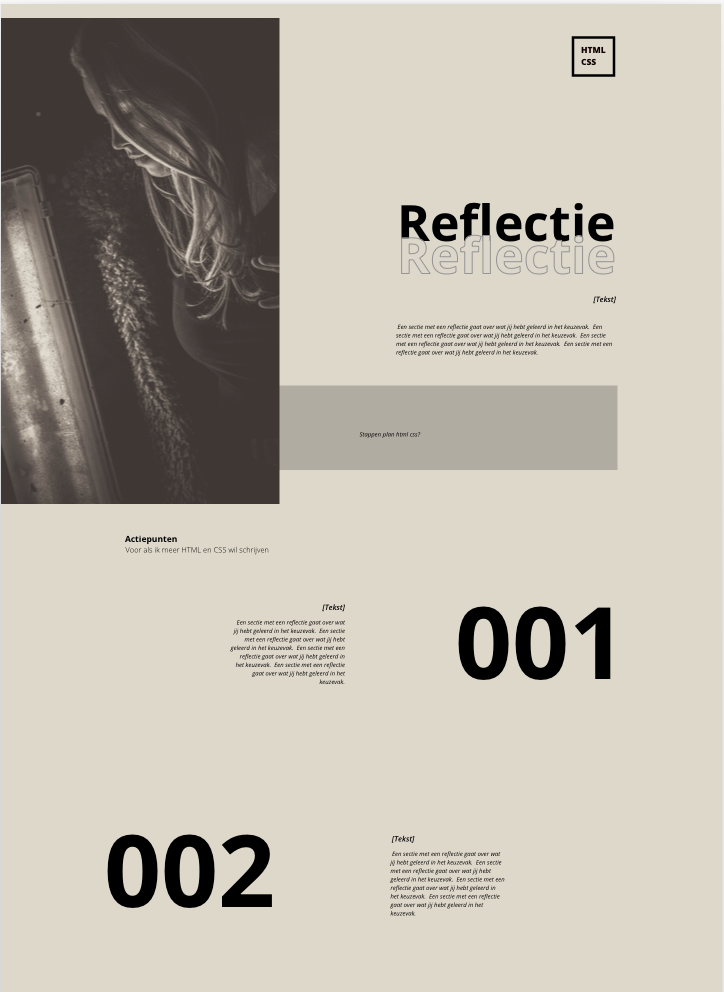 HTML
CSS
Reflectie
Reflectie
[Tekst]
Een sectie met een reflectie gaat over wat jij hebt geleerd in het keuzevak. Een
sectie met een reflectie gaat over wat jij hebt geleerd in het keuzevak. Een sectie
met een reflectie gaat over wat jij hebt geleerd in het keuzevak. Een sectie met een
reflectie gaat over wat jij hebt geleerd in het keuzevak.
Stappen plan html css?
Actiepunten
Voor als ik meer HTML en CSS wil schrijven
[Tekst]
Een sectie met een reflectie gaat over wat
jij hebt geleerd in het keuzevak. Een sectie
met een reflectie gaat over wat jij hebt
geleerd in het keuzevak. Een sectie met een
reflectie gaat over wat jij hebt geleerd in
het keuzevak. Een sectie met een reflectie
gaat over wat jij hebt geleerd in het
keuzevak.
001
002
[Tekst]
Een sectie met een reflectie gaat over wat
jij hebt geleerd in het keuzevak. Een sectie
met een reflectie gaat over wat jij hebt
geleerd in het keuzevak. Een sectie met een
reflectie gaat over wat jij hebt geleerd in
het keuzevak. Een sectie met een reflectie
gaat over wat jij hebt geleerd in het
keuzevak.